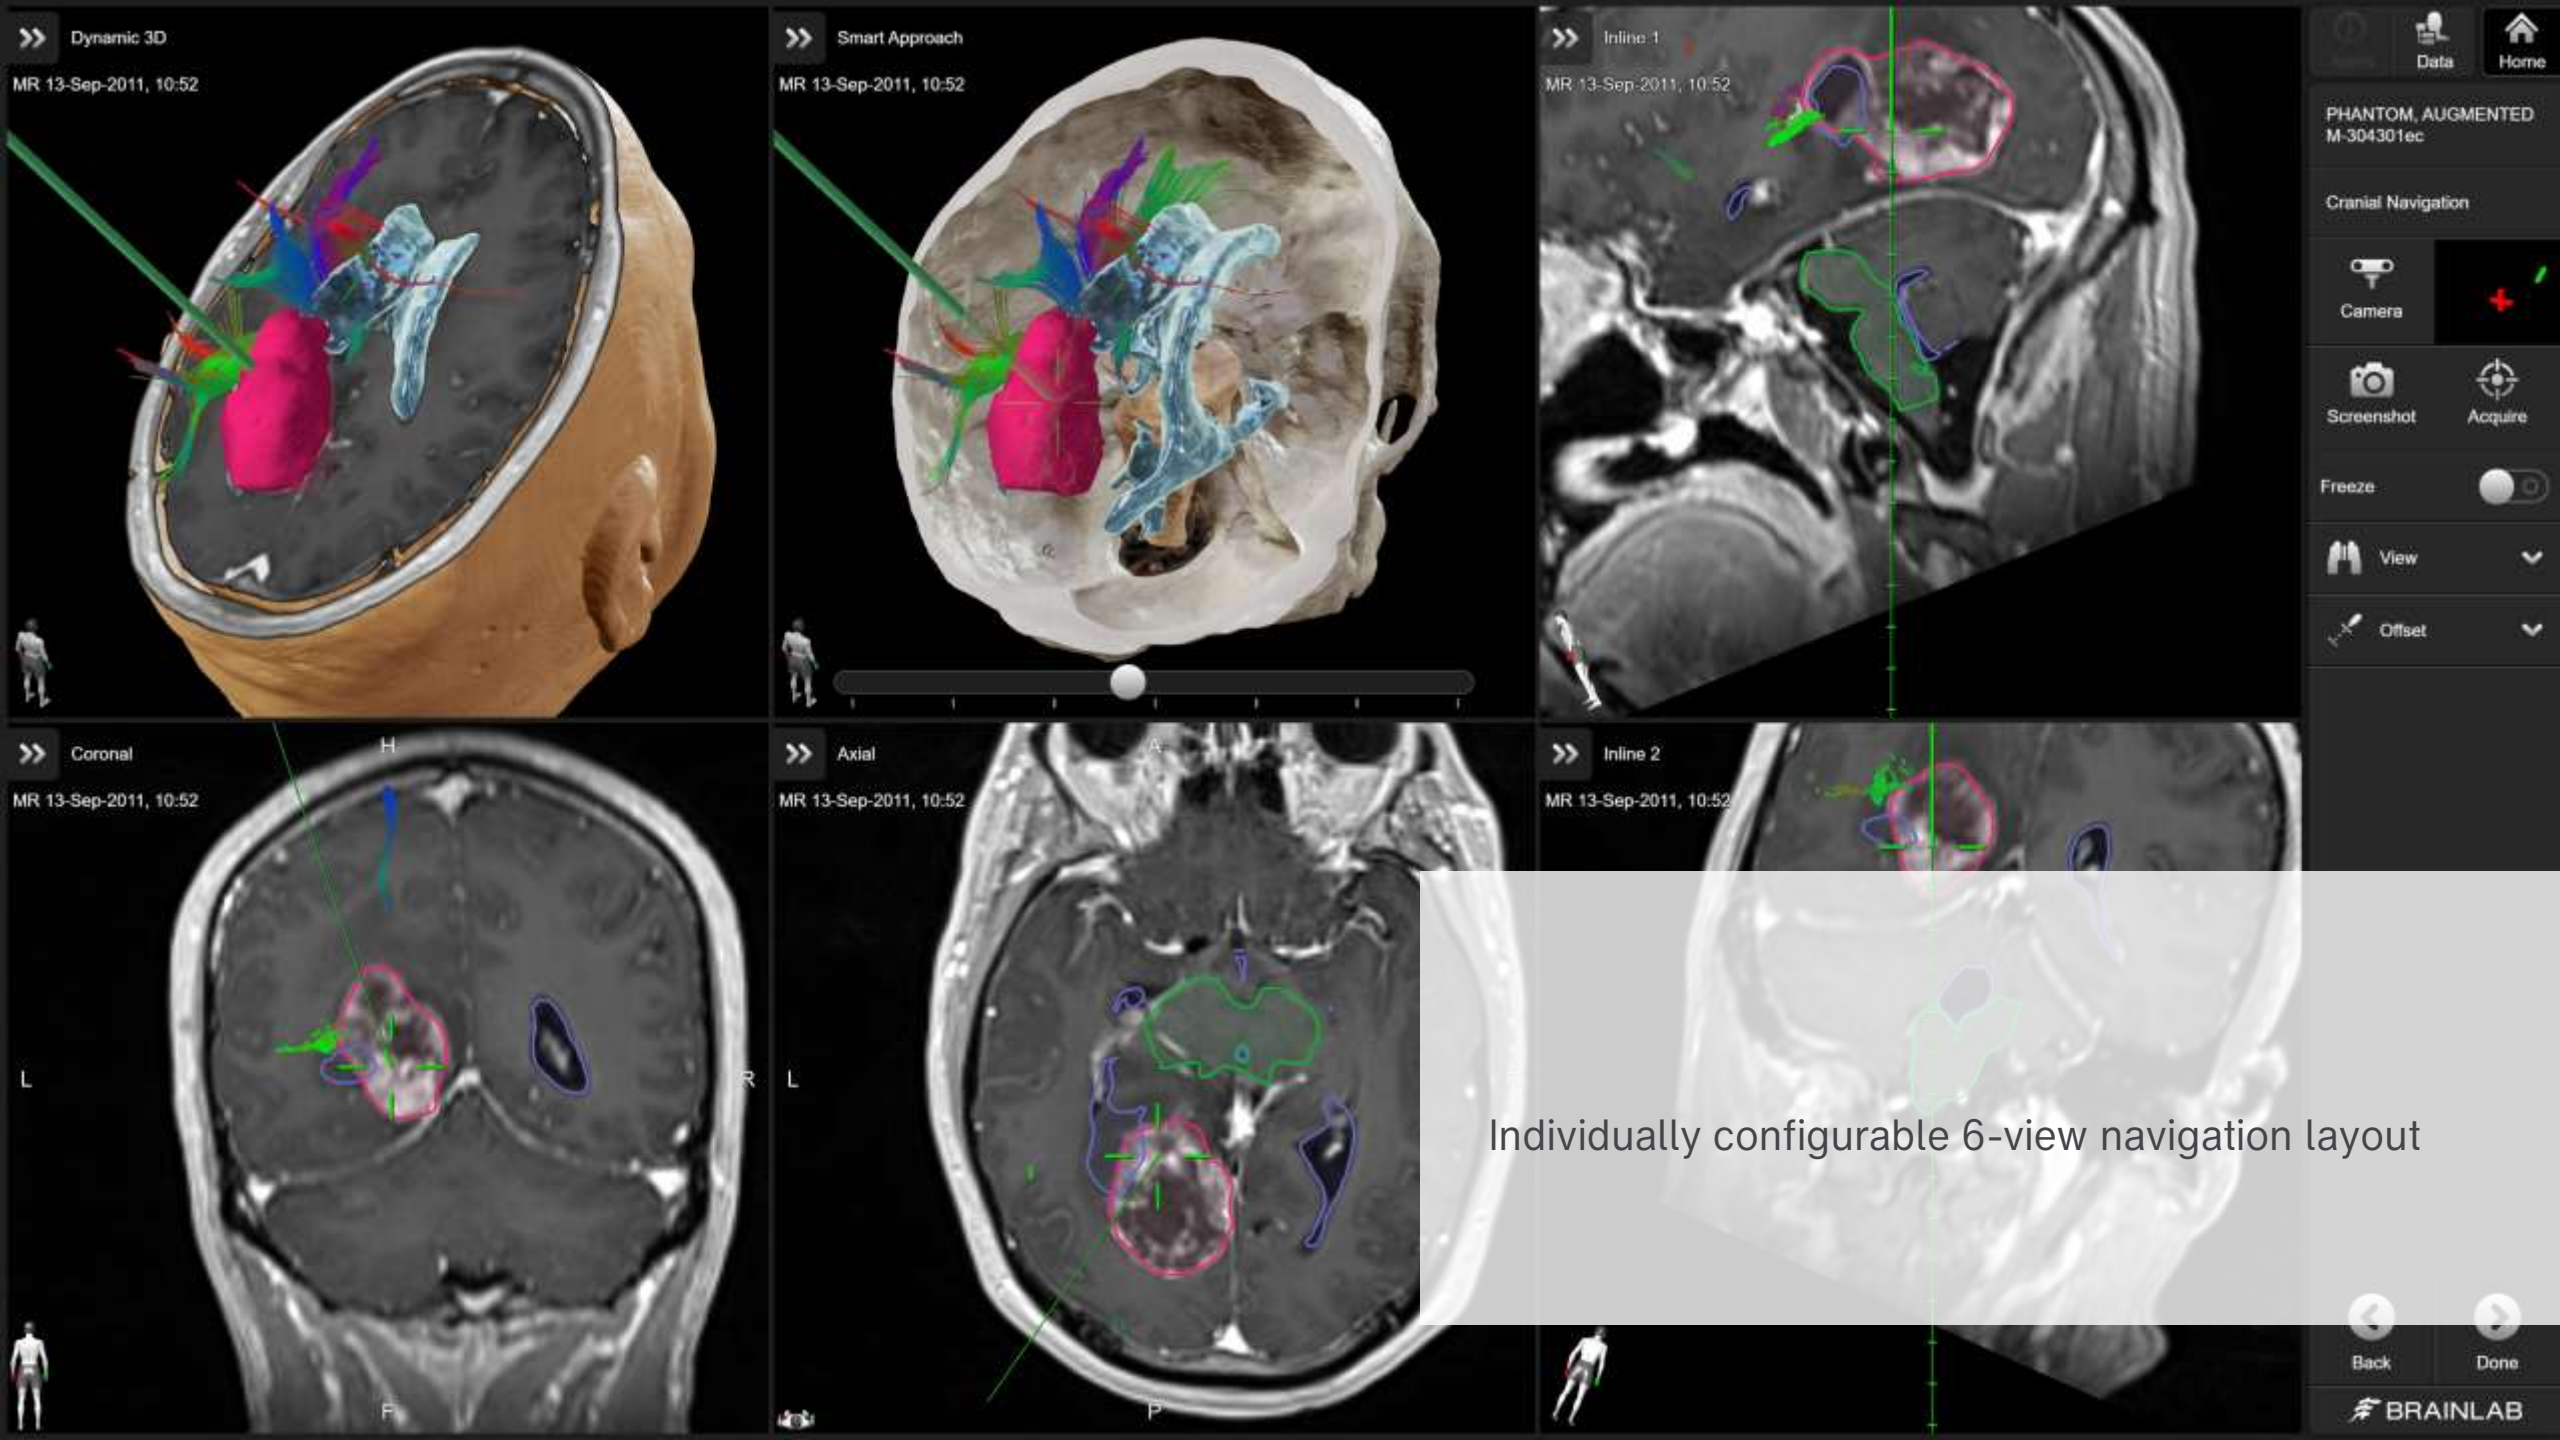 Dynamic 3D
MR 13-Sep-2011, 10:52
Smart Approach
MR 13-Sep-2011, 10:52
Inline 1
MR 13-Sep-2011, 10:52
Data
Home
PHANTOM, AUGMENTED
M-304301ec
Cranial Navigation
Camera
Screenshot
Acquire
Freeze
View
Offset
Coronal
MR 13-Sep-2011, 10:52
H
L
R
F
Axial
MR 13-Sep-2011, 10:52
A
L
P
Inline 2
MR 13-Sep-2011, 10:52
Individually configurable 6-view navigation layout
Back
Done
BRAINLAB